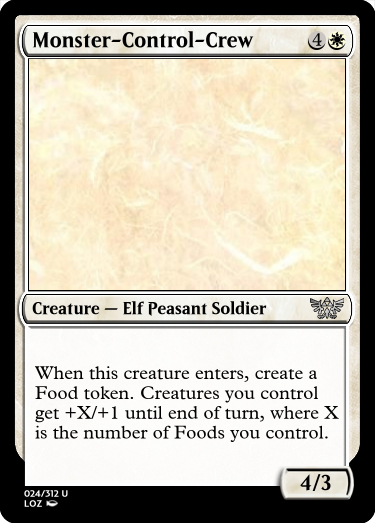 Monster-Control-Crew 4
Creature — Elf Peasant Soldier
When this creature enters, create a
Food token. Creatures you control
get +X/+1 until end of turn, where X
is the number of Foods you control.
4/3
024/312 U
LOZ